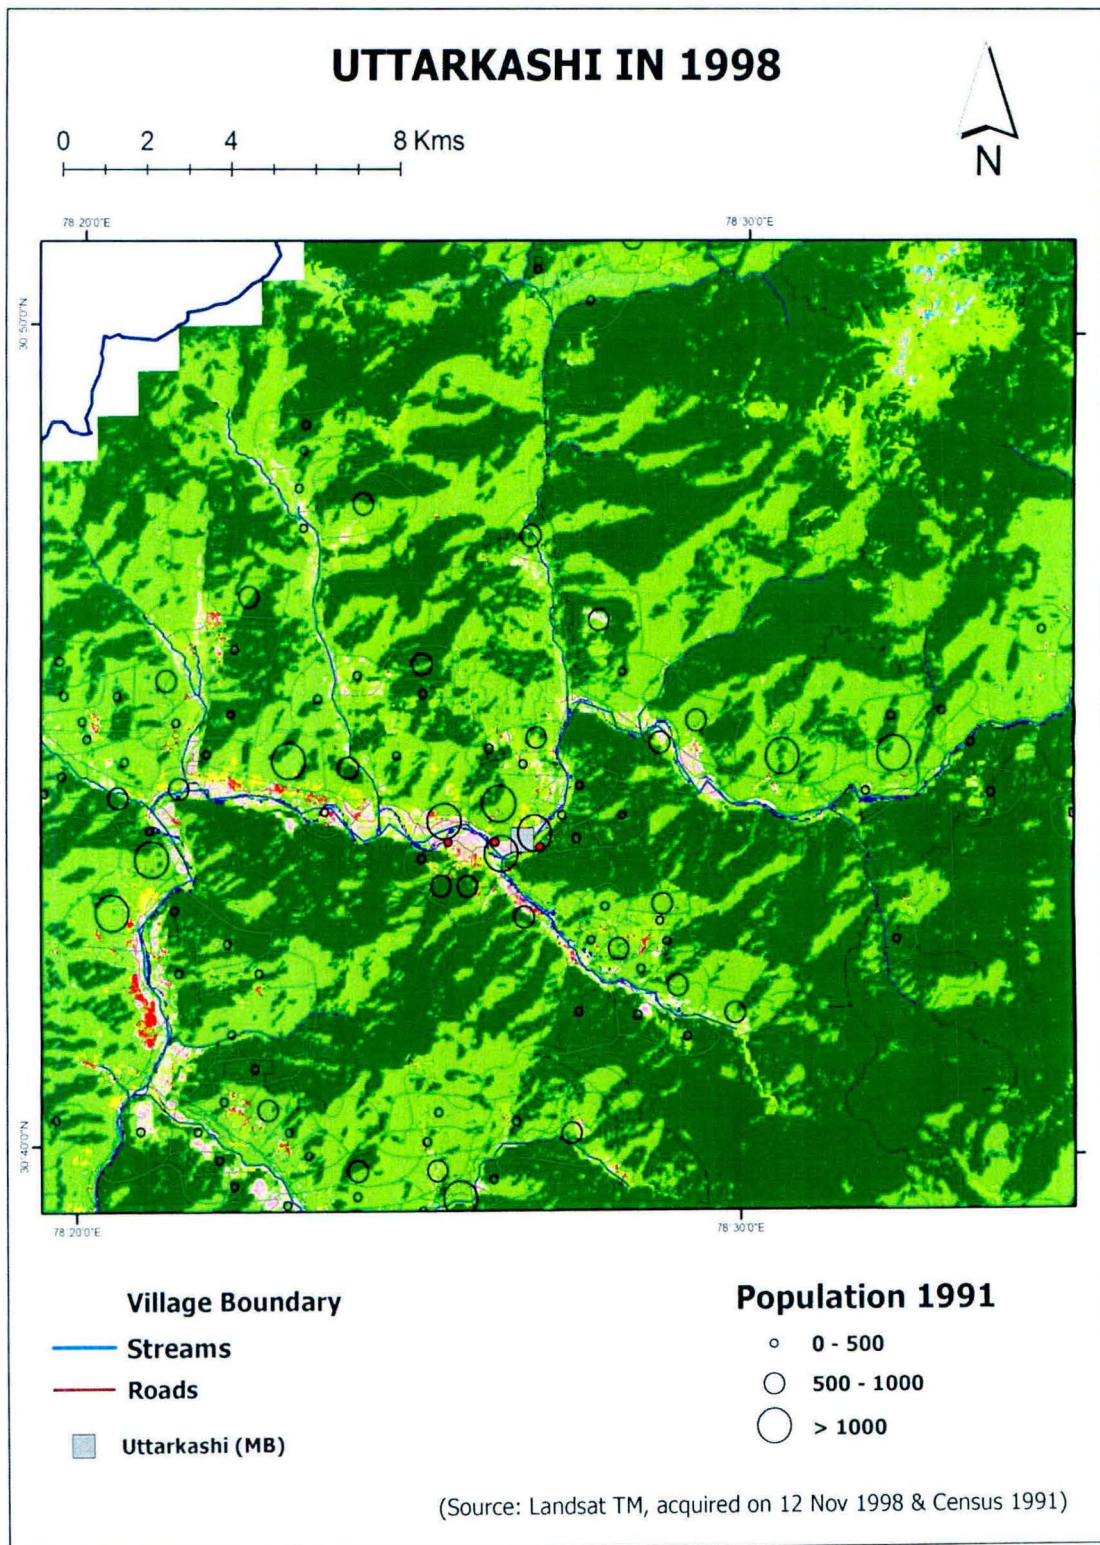 UTTARKASHI IN 1998
0 2 4 8 Kms
N
78°20'0"E 78°30'0"E
30°50'0"N
30°40'0"N
78°20'0"E 78°30'0"E
Village Boundary
Streams
Roads
Uttarkashi (MB)
Population 1991
0 - 500
500 - 1000
> 1000
(Source: Landsat TM, acquired on 12 Nov 1998 & Census 1991)